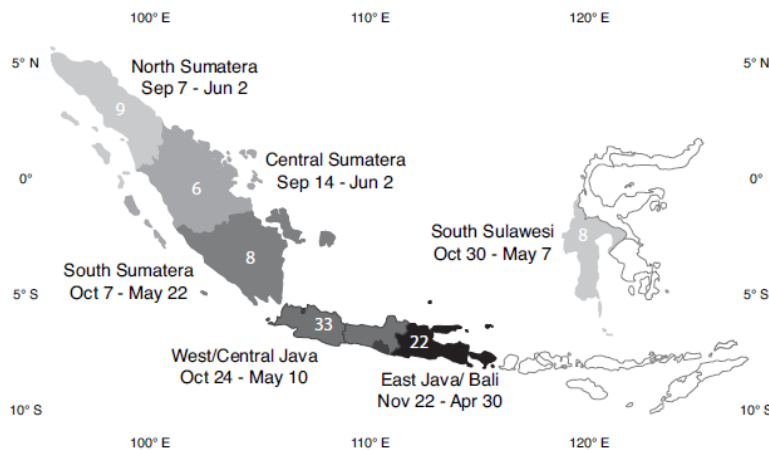 100° E 110° E 120° E
5° N 5° N
North Sumatera
Sep 7 - Jun 2
9
Central Sumatera
Sep 14 - Jun 2
0° 0°
6
South Sulawesi
Oct 30 - May 7
8
South Sumatera
Oct 7 - May 22
8
5° S 5° S
33
22
West/Central Java
Oct 24 - May 10
East Java/ Bali
Nov 22 - Apr 30
10° S 10° S
100° E 110° E 120° E